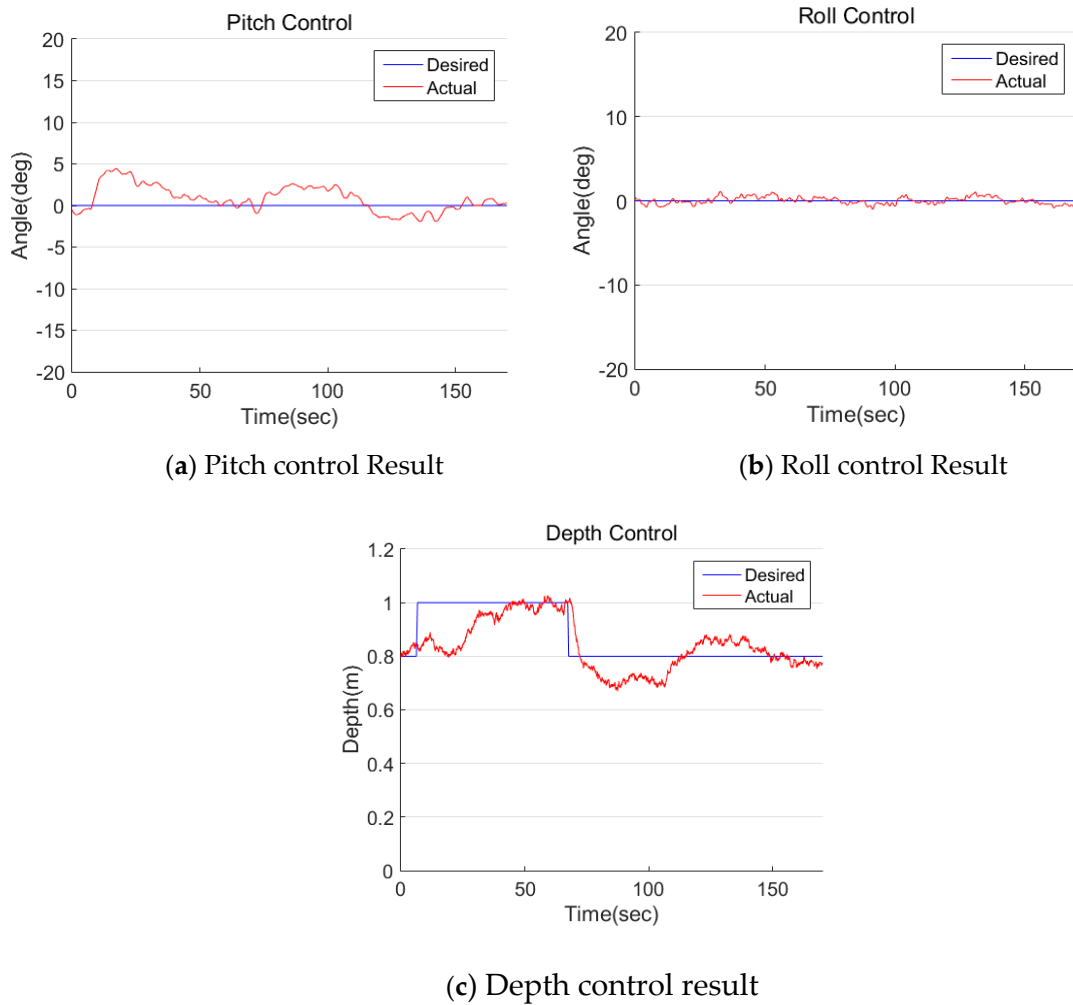 Pitch Control
20
15
10
5
0
-5
-10
-15
-20
Angle(deg)
Desired
Actual
0 50 100 150
Time(sec)
(a) Pitch control Result
Roll Control
20
10
0
-10
-20
Angle(deg)
Desired
Actual
0 50 100 150
Time(sec)
(b) Roll control Result
Depth Control
1.2
1
0.8
0.6
0.4
0.2
0
Depth(m)
Desired
Actual
0 50 100 150
Time(sec)
(c) Depth control result